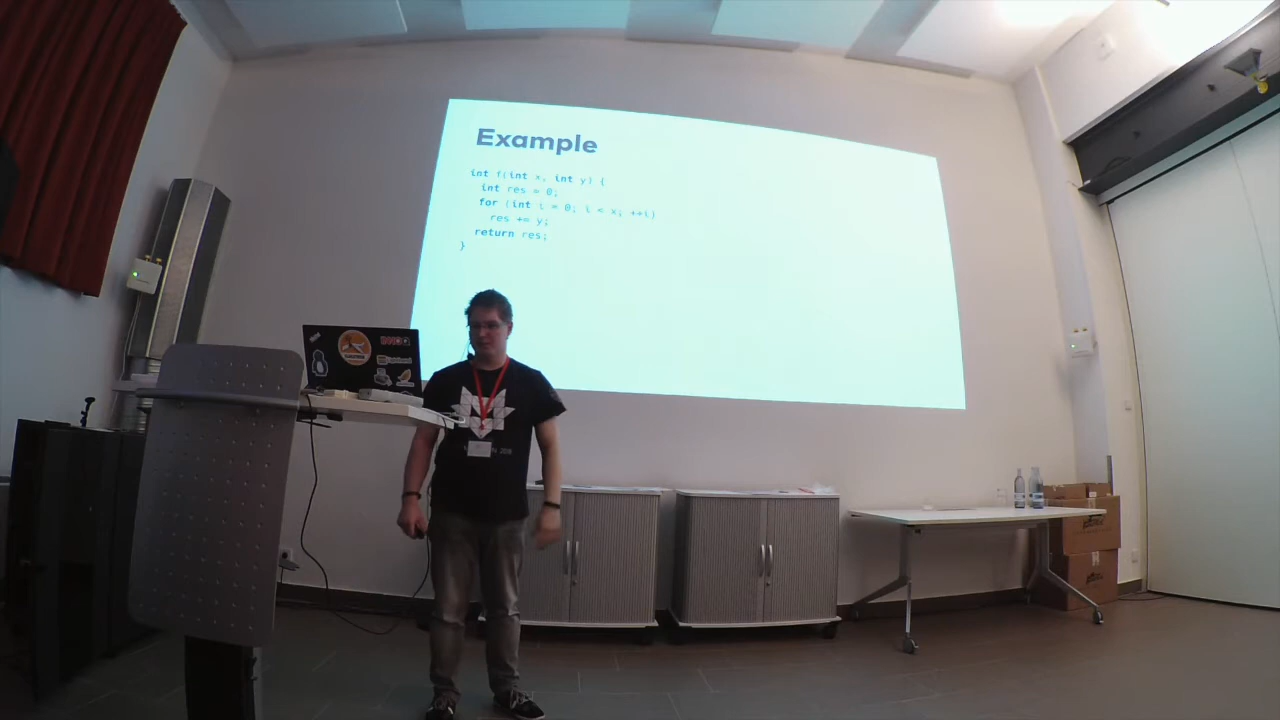 Example
int f(int x, int y) {
int res = 0;
for (int i = 0; i < x; ++i)
res += y;
return res;
}